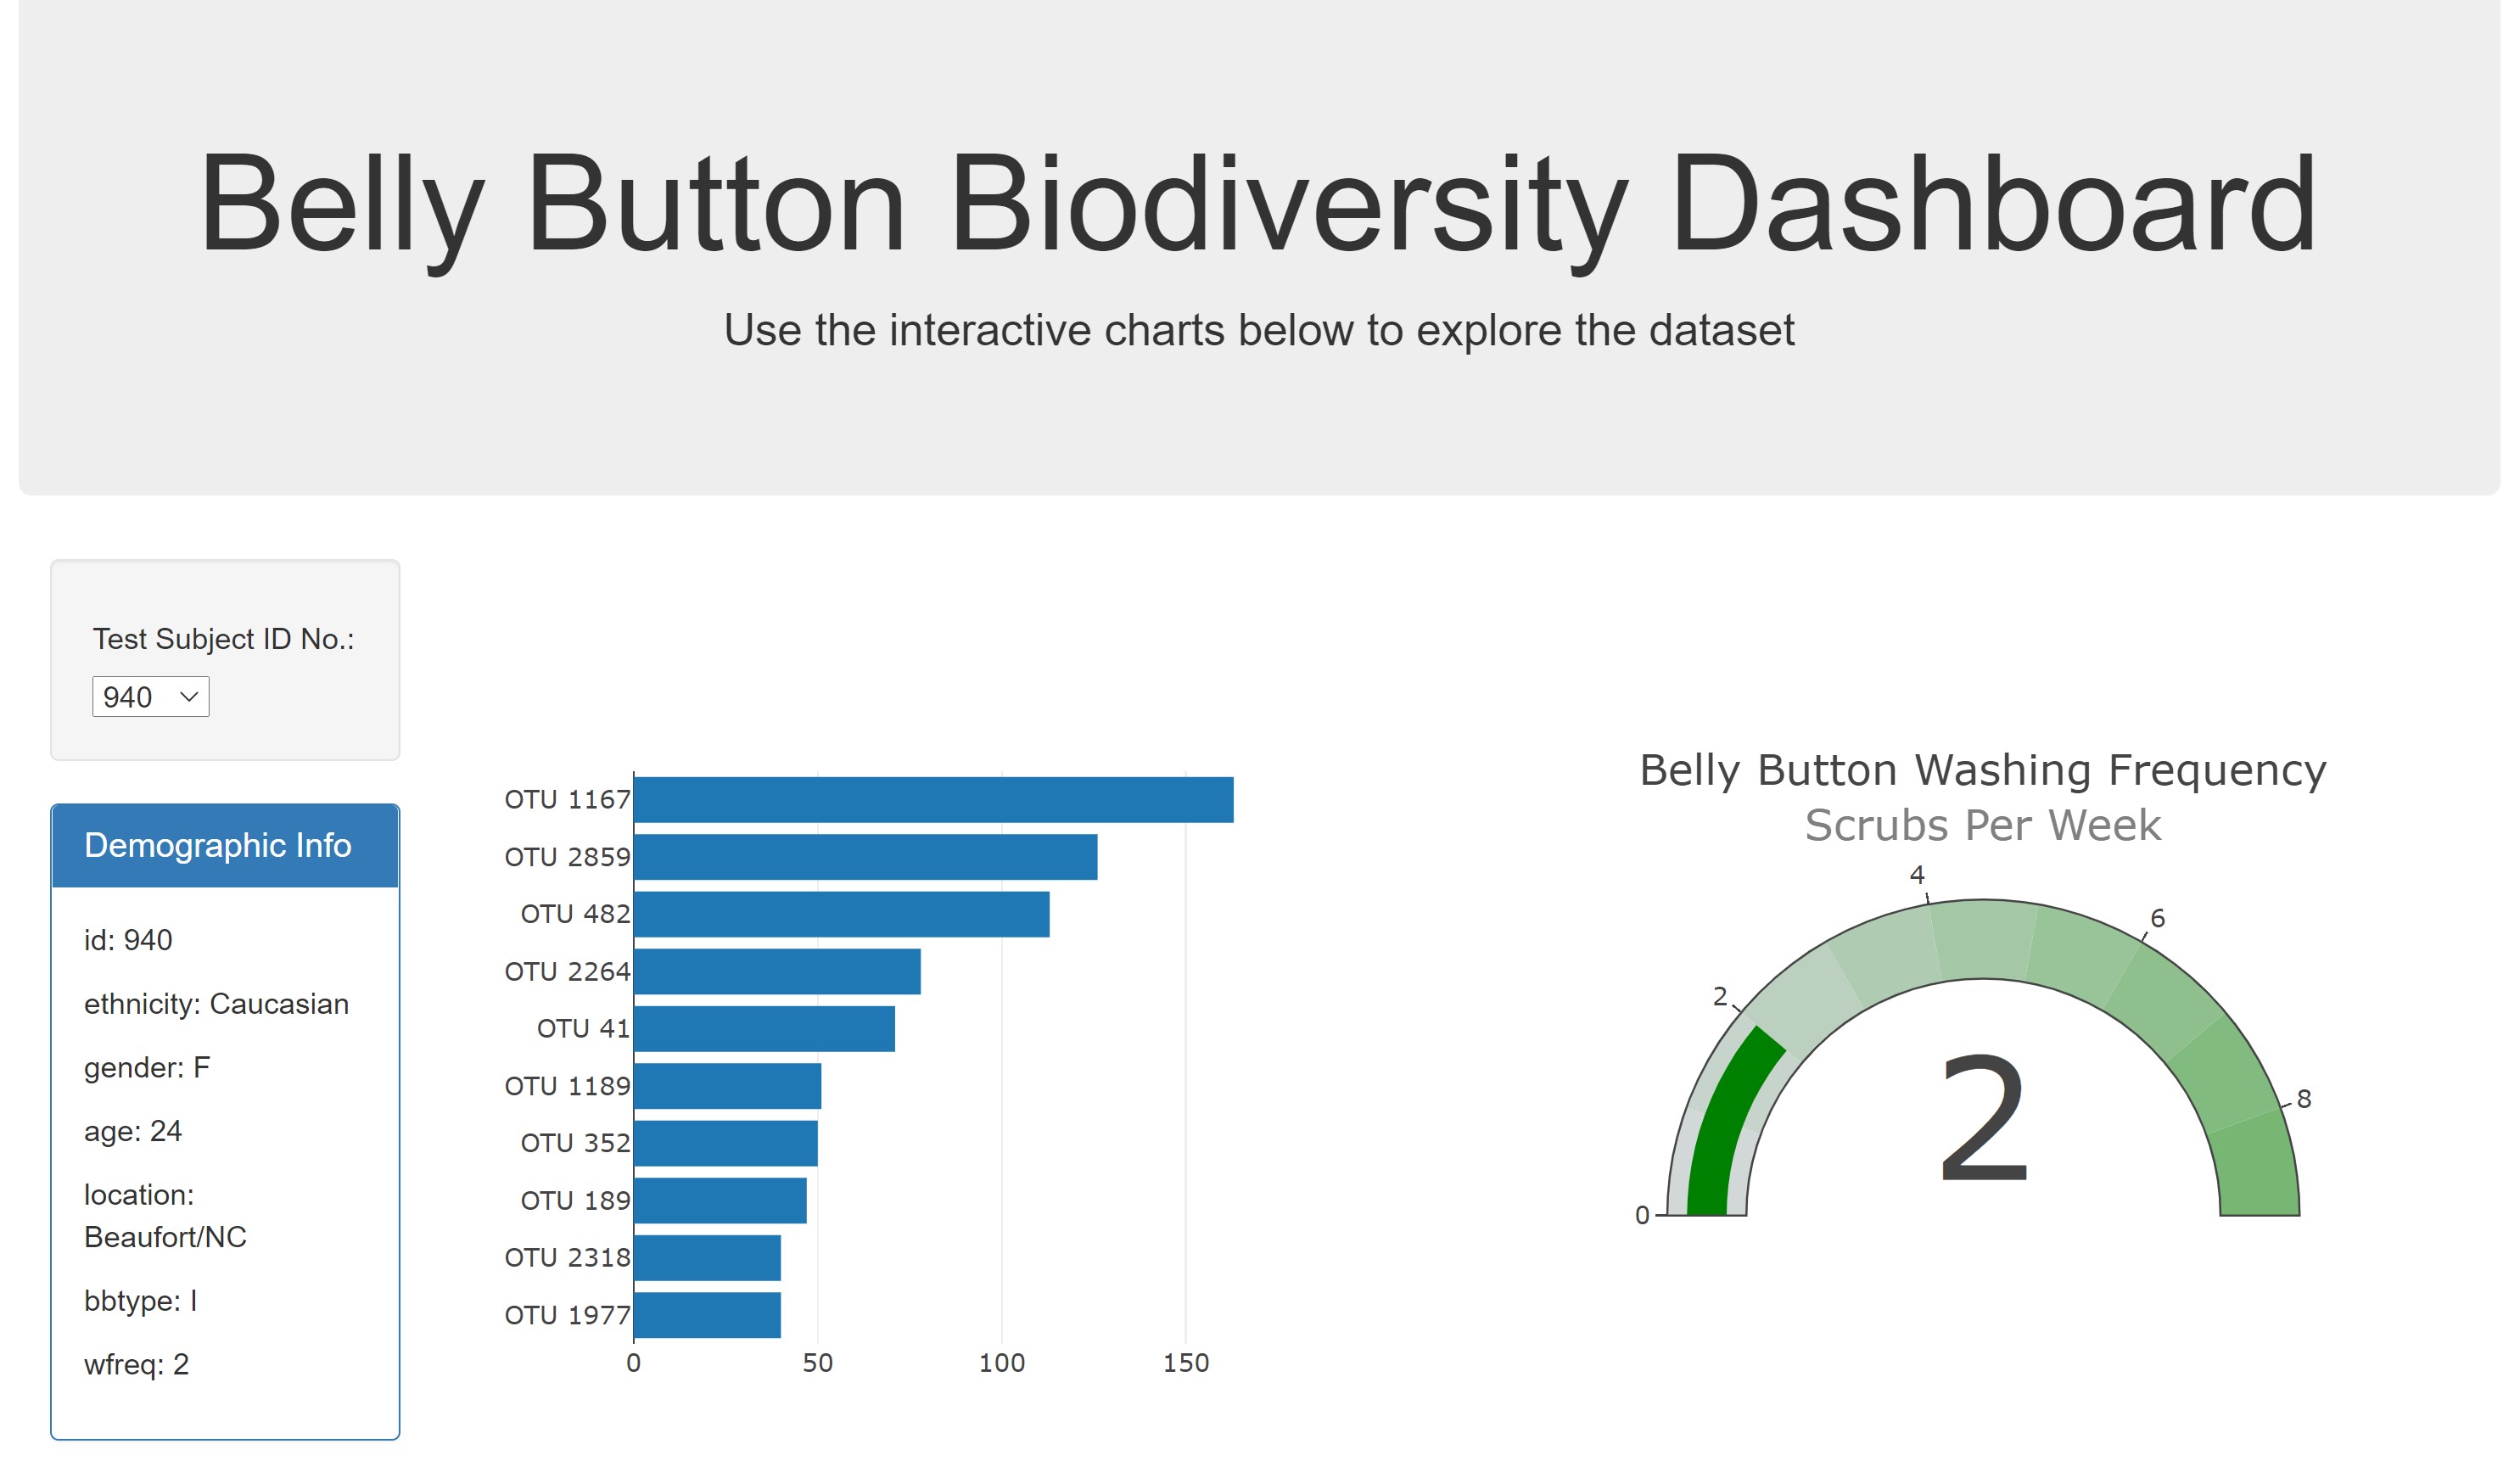 Belly Button Biodiversity Dashboard
Use the interactive charts below to explore the dataset
Test Subject ID No.:
940
Demographic Info
id: 940
ethnicity: Caucasian
gender: F
age: 24
location:
Beaufort/NC
bbtype: I
wfreq: 2
OTU 1167
OTU 2859
OTU 482
OTU 2264
OTU 41
OTU 1189
OTU 352
OTU 189
OTU 2318
OTU 1977
0 50 100 150
Belly Button Washing Frequency
Scrubs Per Week
0
2
4
6
8
2